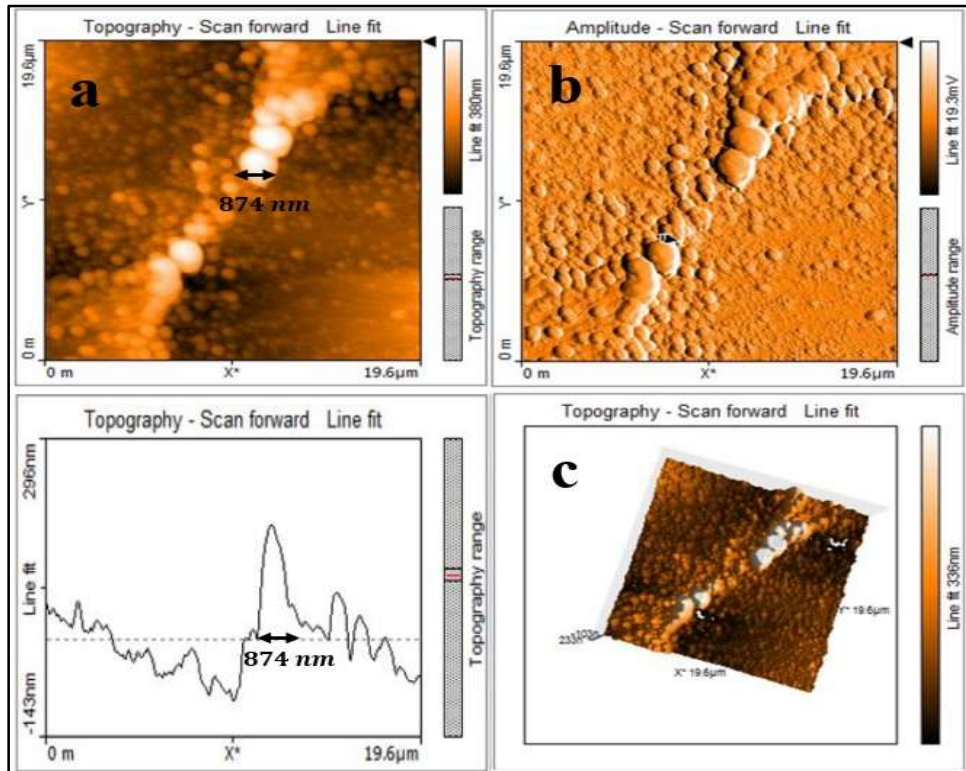 Topography - Scan forward Line fit
19.6µm
Y*
0 m
a
874 nm
0 m X* 19.6µm
Line fit 380nm
Topography range
Amplitude - Scan forward Line fit
19.6µm
Y*
0 m
b
0 m X* 19.6µm
Line fit 19.3mV
Amplitude range
Topography - Scan forward Line fit
296nm
Line fit
-143nm
874 nm
0 m X* 19.6µm
Topography range
Topography - Scan forward Line fit
c
Y* 19.6µm
X* 19.6µm
Line fit 336nm